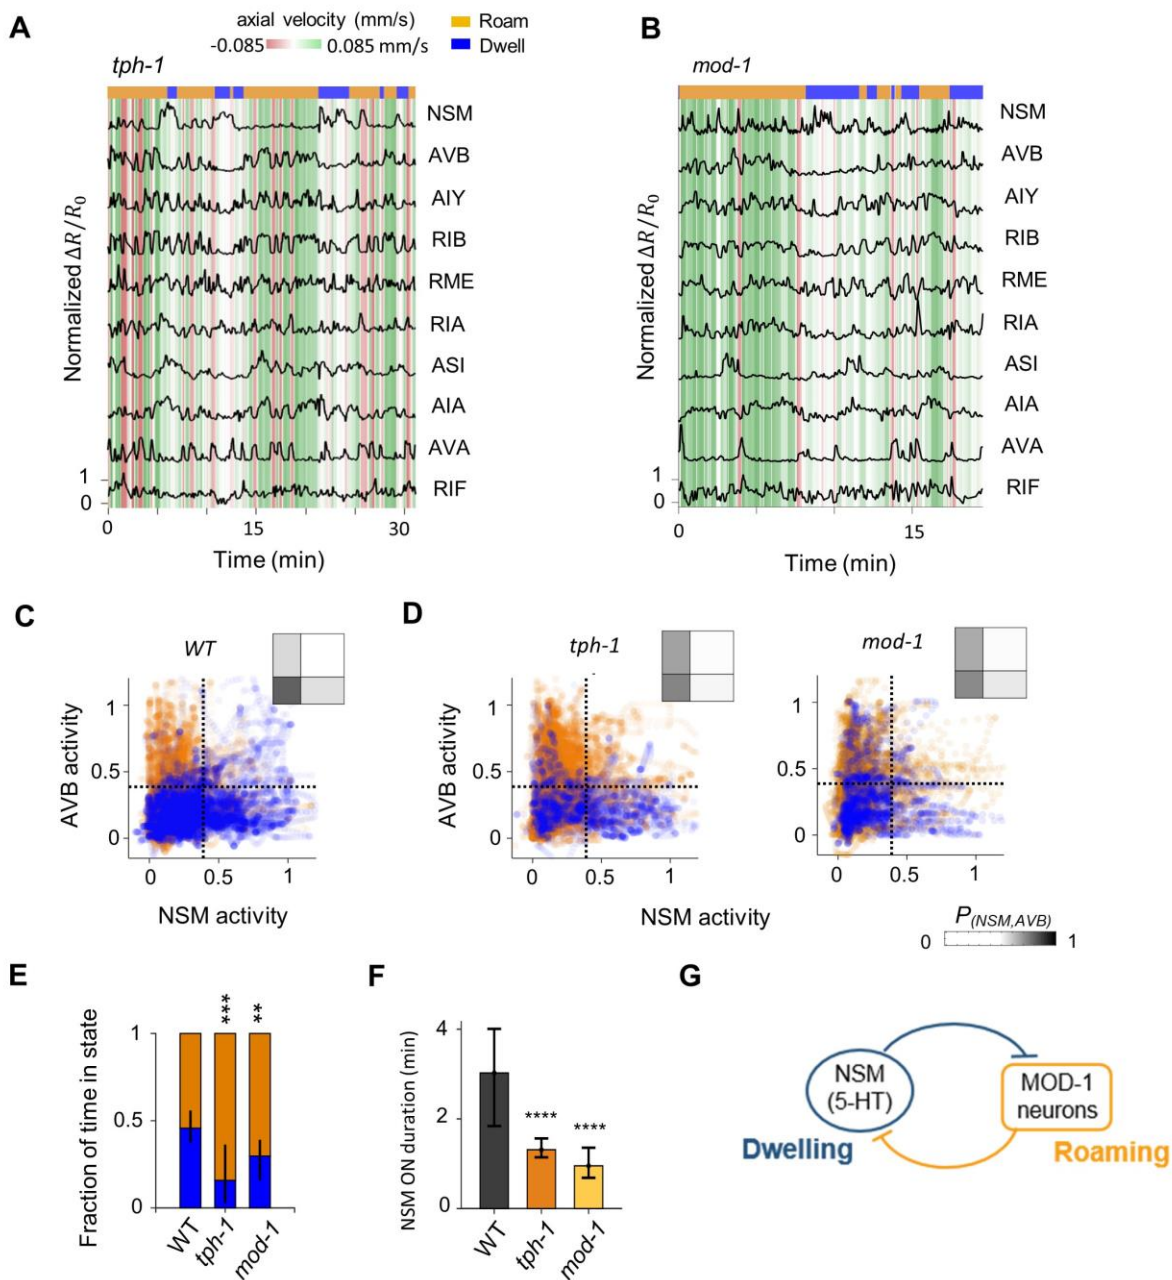 A
axial velocity (mm/s)
-0.085 0.085 mm/s
Roam
Dwell
tph-1
NSM
AVB
AIY
RIB
RME
RIA
ASI
AIA
AVA
RIF
Normalized ΔR/R0
1
0
0 15 30
Time (min)
B
mod-1
NSM
AVB
AIY
RIB
RME
RIA
ASI
AIA
AVA
RIF
Normalized ΔR/R0
1
0
0 15
Time (min)
C
WT
AVB activity
1
0.5
0
0 0.5 1
NSM activity
D
tph-1
AVB activity
1
0.5
0
0 0.5 1
mod-1
1
0.5
0
0 0.5 1
NSM activity
P(NSM,AVB)
0 1
E
Fraction of time in state
1
0.5
0
*** **
WT tph-1 mod-1
F
NSM ON duration (min)
4
2
0
**** ****
WT tph-1 mod-1
G
NSM
(5-HT)
MOD-1
neurons
Dwelling
Roaming